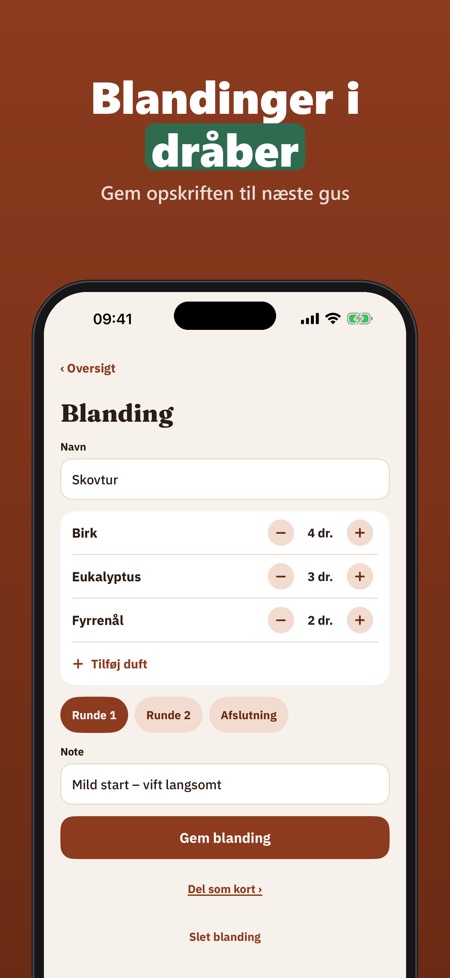 Blandinger i
dråber
Gem opskriften til næste gus
09:41
‹ Oversigt
Blanding
Navn
Skovtur
Birk − 4 dr. +
Eukalyptus − 3 dr. +
Fyrrenål − 2 dr. +
+ Tilføj duft
Runde 1 Runde 2 Afslutning
Note
Mild start – vift langsomt
Gem blanding
Del som kort ›
Slet blanding